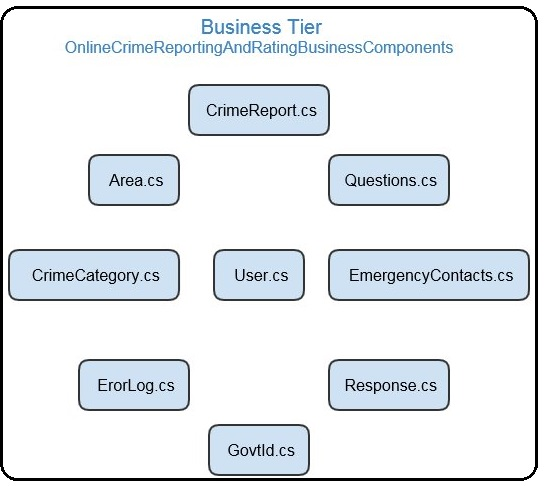 Business Tier
OnlineCrimeReportingAndRatingBusinessComponents
CrimeReport.cs
Area.cs
Questions.cs
CrimeCategory.cs
User.cs
EmergencyContacts.cs
ErorLog.cs
Response.cs
GovtId.cs